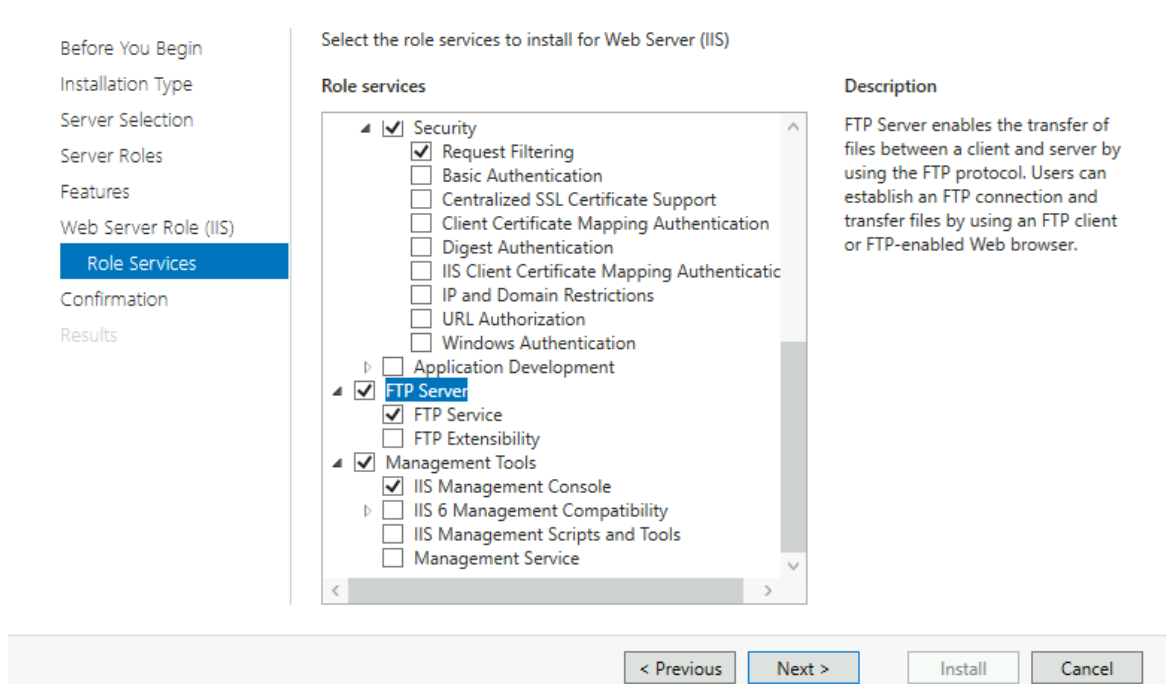 Before You Begin
Installation Type
Server Selection
Server Roles
Features
Web Server Role (IIS)
Role Services
Confirmation
Results
Select the role services to install for Web Server (IIS)
Role services
Security
Request Filtering
Basic Authentication
Centralized SSL Certificate Support
Client Certificate Mapping Authentication
Digest Authentication
IIS Client Certificate Mapping Authenticatic
IP and Domain Restrictions
URL Authorization
Windows Authentication
Application Development
FTP Server
FTP Service
FTP Extensibility
Management Tools
IIS Management Console
IIS 6 Management Compatibility
IIS Management Scripts and Tools
Management Service
Description
FTP Server enables the transfer of
files between a client and server by
using the FTP protocol. Users can
establish an FTP connection and
transfer files by using an FTP client
or FTP-enabled Web browser.
< Previous
Next >
Install
Cancel